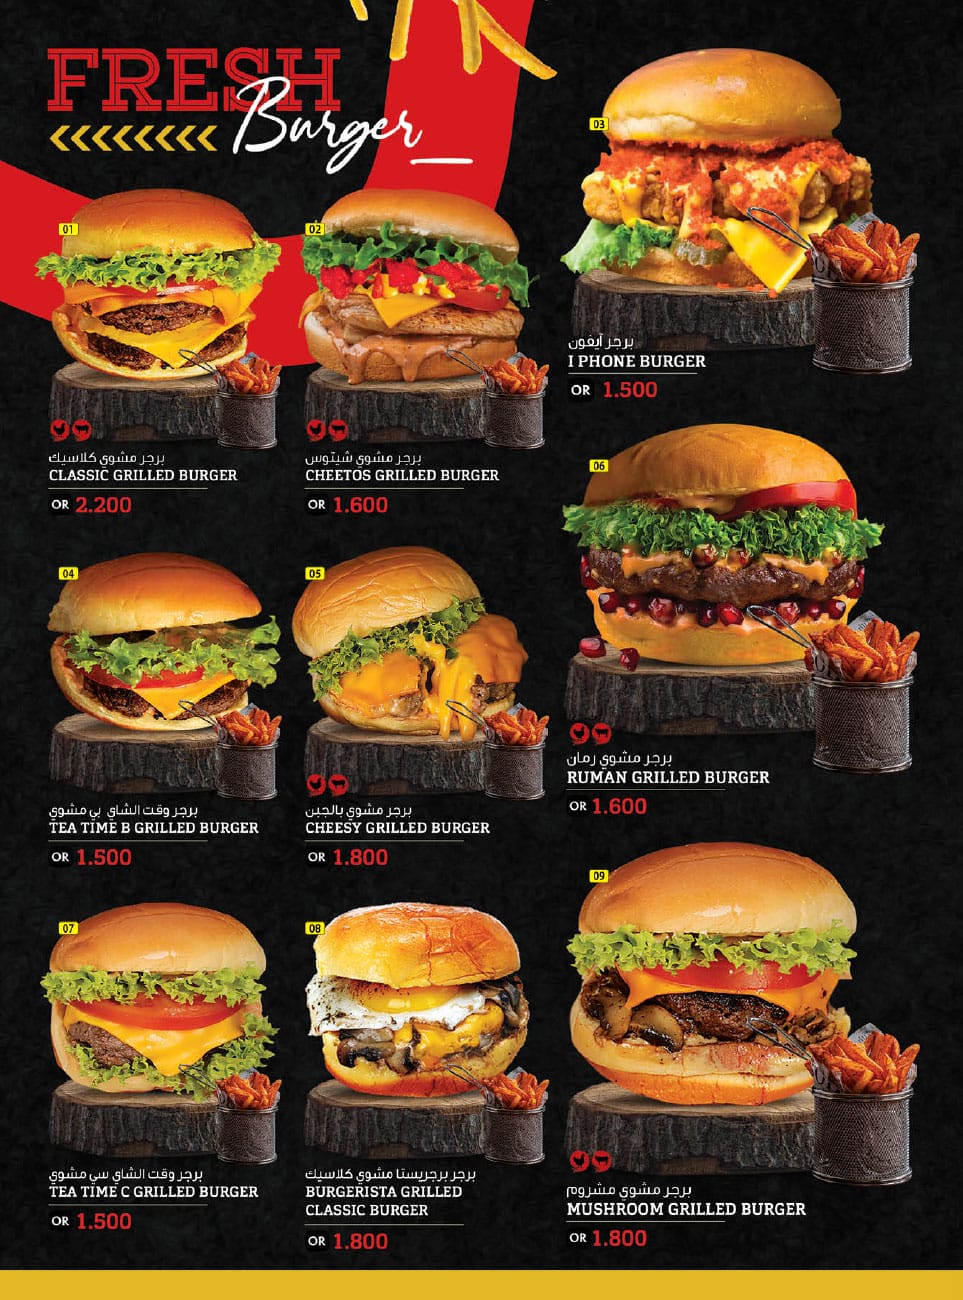 FRESH
Burger
01
برجر مشوي كلاسيك
CLASSIC GRILLED BURGER
OR 2.200
02
برجر مشوي شيتوس
CHEETOS GRILLED BURGER
OR 1.600
03
برجر آيفون
I PHONE BURGER
OR 1.500
04
برجر وقت الشاي بي مشوي
TEA TIME B GRILLED BURGER
OR 1.500
05
برجر مشوي بالجبن
CHEESY GRILLED BURGER
OR 1.800
06
برجر مشوي رمان
RUMAN GRILLED BURGER
OR 1.600
07
برجر وقت الشاي سي مشوي
TEA TIME C GRILLED BURGER
OR 1.500
08
برجر برجريستا مشوي كلاسيك
BURGERISTA GRILLED
CLASSIC BURGER
OR 1.800
09
برجر مشوي مشروم
MUSHROOM GRILLED BURGER
OR 1.800